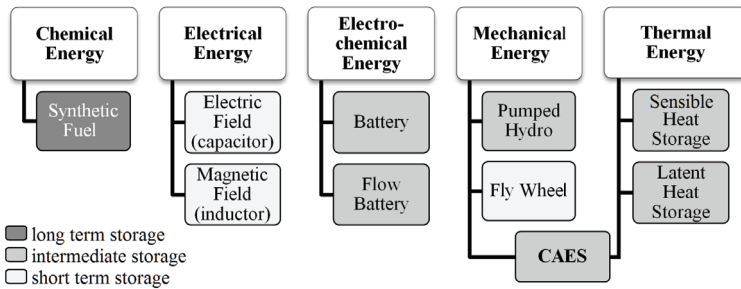 Chemical
Energy
Electrical
Energy
Electro-
chemical
Energy
Mechanical
Energy
Thermal
Energy
Synthetic
Fuel
Electric
Field
(capacitor)
Battery
Pumped
Hydro
Sensible
Heat
Storage
Magnetic
Field
(inductor)
Flow
Battery
Fly Wheel
Latent
Heat
Storage
CAES
long term storage
intermediate storage
short term storage